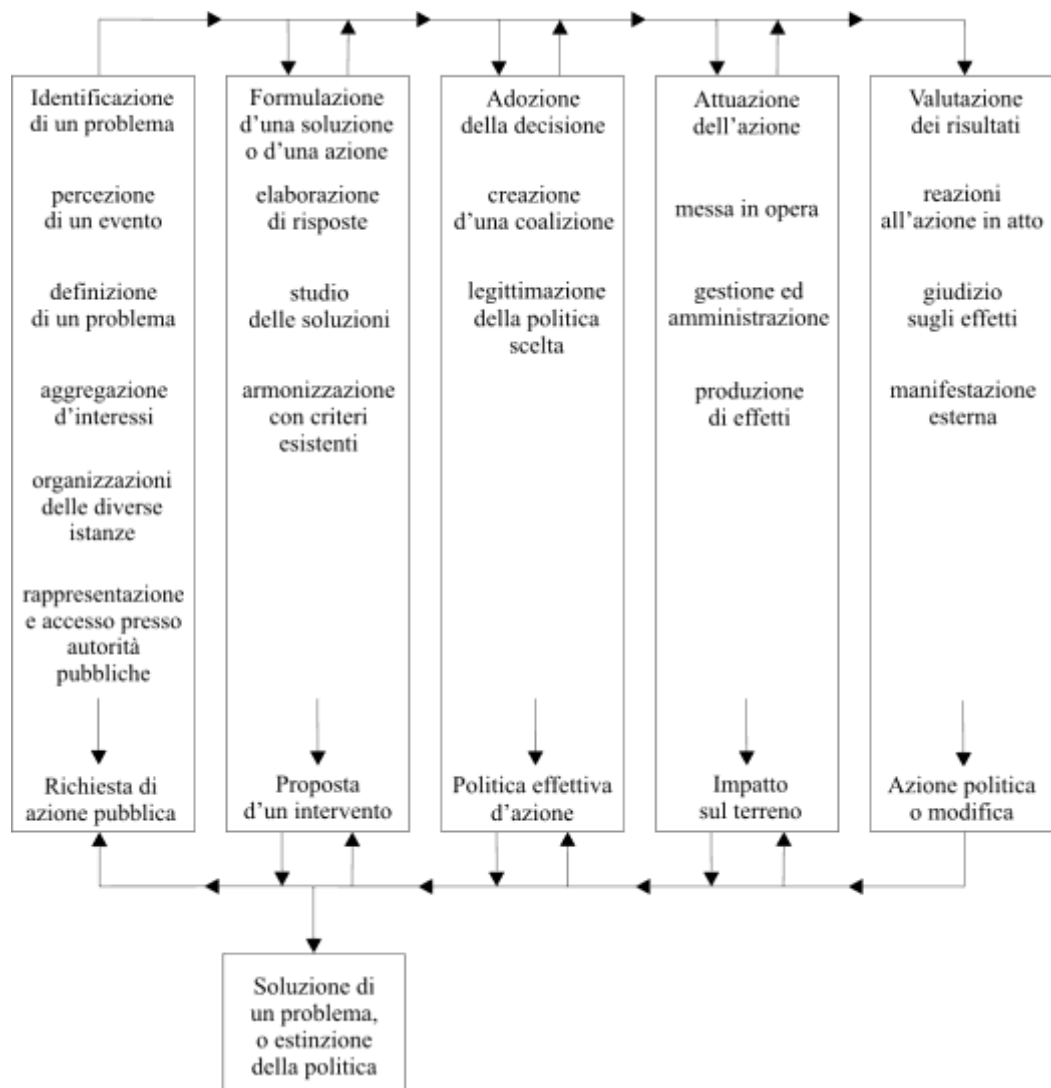 Identificazione
di un problema
percezione
di un evento
definizione
di un problema
aggregazione
d'interessi
organizzazioni
delle diverse
istanze
rappresentazione
e accesso presso
autorità
pubbliche
Richiesta di
azione pubblica
Formulazione
d'una soluzione
o d'una azione
elaborazione
di risposte
studio
delle soluzioni
armonizzazione
con criteri
esistenti
Proposta
d'un intervento
Adozione
della decisione
creazione
d'una coalizione
legittimazione
della politica
scelta
Politica effettiva
d'azione
Attuazione
dell'azione
messa in opera
gestione ed
amministrazione
produzione
di effetti
Impatto
sul terreno
Valutazione
dei risultati
reazioni
all'azione in atto
giudizio
sugli effetti
manifestazione
esterna
Azione politica
o modifica
Soluzione di
un problema,
o estinzione
della politica